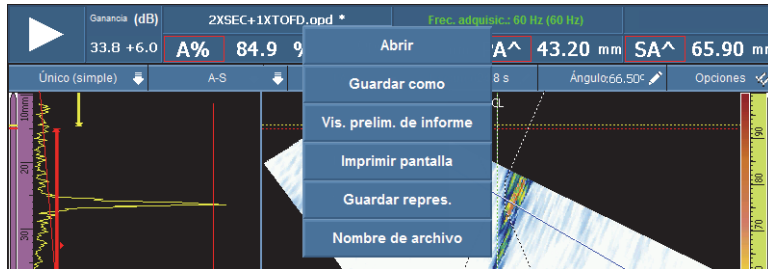 Ganancia (dB) 2XSEC+1XTOFD.opd * Frec. adquisic.: 60 Hz (60 Hz)
33.8 +6.0 A% 84.9 % PA^ 43.20 mm SA^ 65.90 mm
Único (simple) A-S 8 s Ángulo:66.50º Opciones
Abrir
Guardar como
Vis. prelim. de informe
Imprimir pantalla
Guardar repres.
Nombre de archivo
10mm
20
30
CL
90
80
70